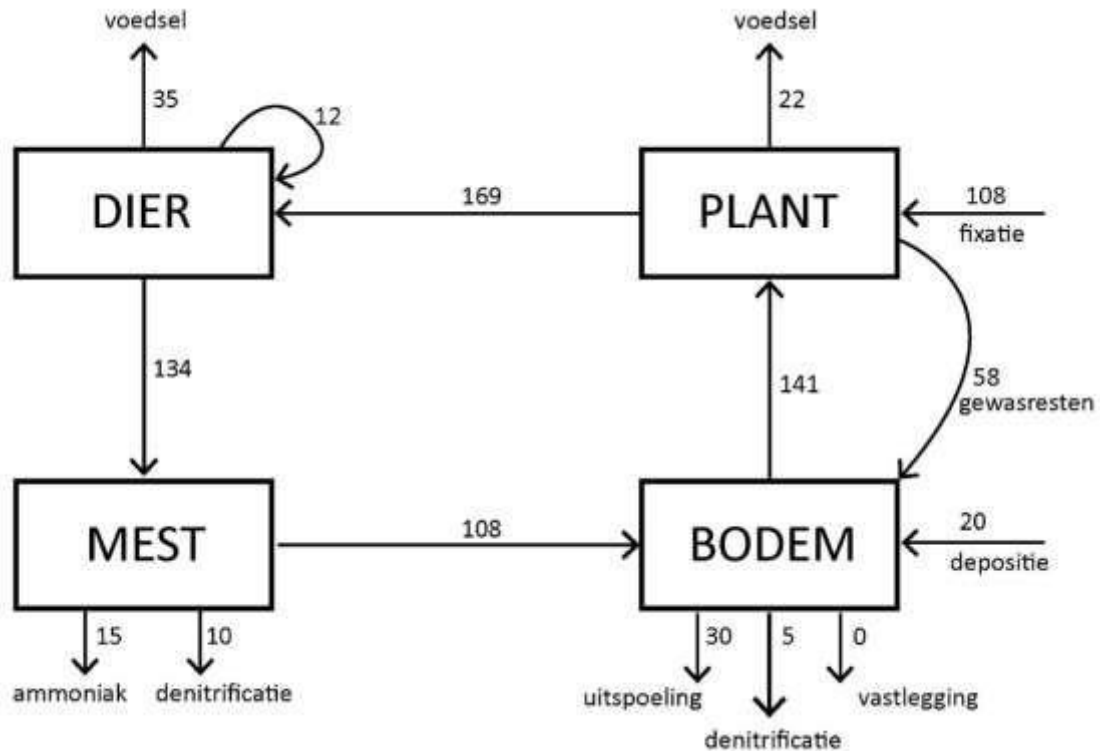 voedsel
voedsel
35
12
22
DIER
169
PLANT
108
fixatie
134
141
58
gewasresten
MEST
108
BODEM
20
depositie
15
10
30
5
0
ammoniak
denitrificatie
uitspoeling
vastlegging
denitrificatie